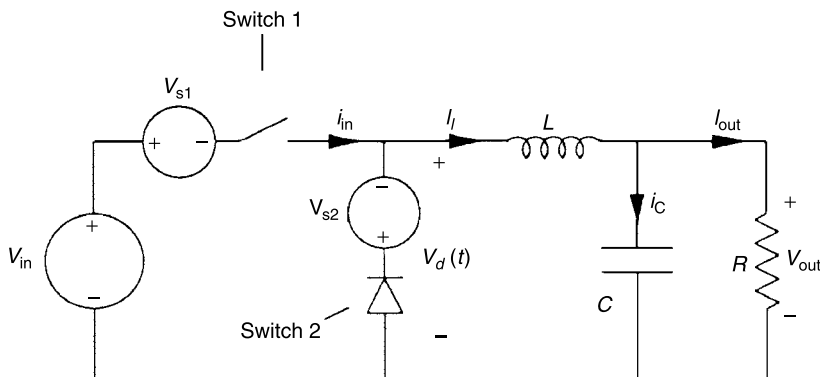 Switch 1
V_s1
+ −
i_in
I_l
L
I_out
+
V_in
+
−
V_s2
−
+
V_d (t)
Switch 2
−
i_C
C
R
+
V_out
−